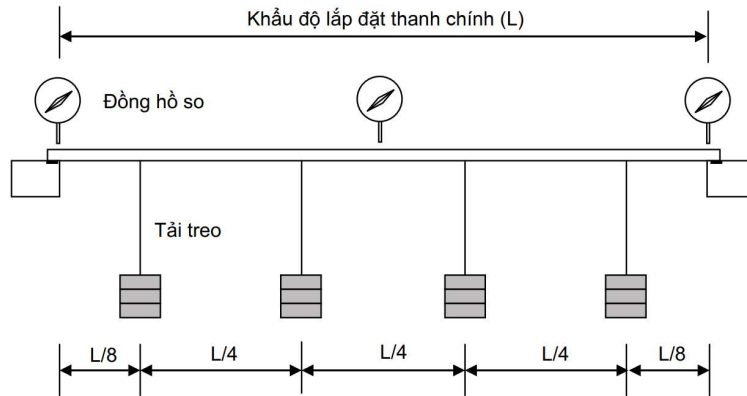 Khẩu độ lắp đặt thanh chính (L)
Đồng hồ so
Tải treo
L/8
L/4
L/4
L/4
L/8